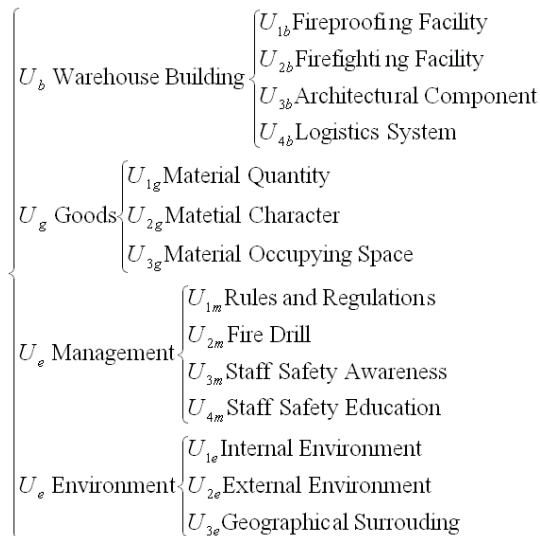 U_b Warehouse Building
U_1b Fireproofing Facility
U_2b Firefighting Facility
U_3b Architectural Component
U_4b Logistics System
U_g Goods
U_1g Material Quantity
U_2g Matetial Character
U_3g Material Occupying Space
U_e Management
U_1m Rules and Regulations
U_2m Fire Drill
U_3m Staff Safety Awareness
U_4m Staff Safety Education
U_e Environment
U_1e Internal Environment
U_2e External Environment
U_3e Geographical Surrouding